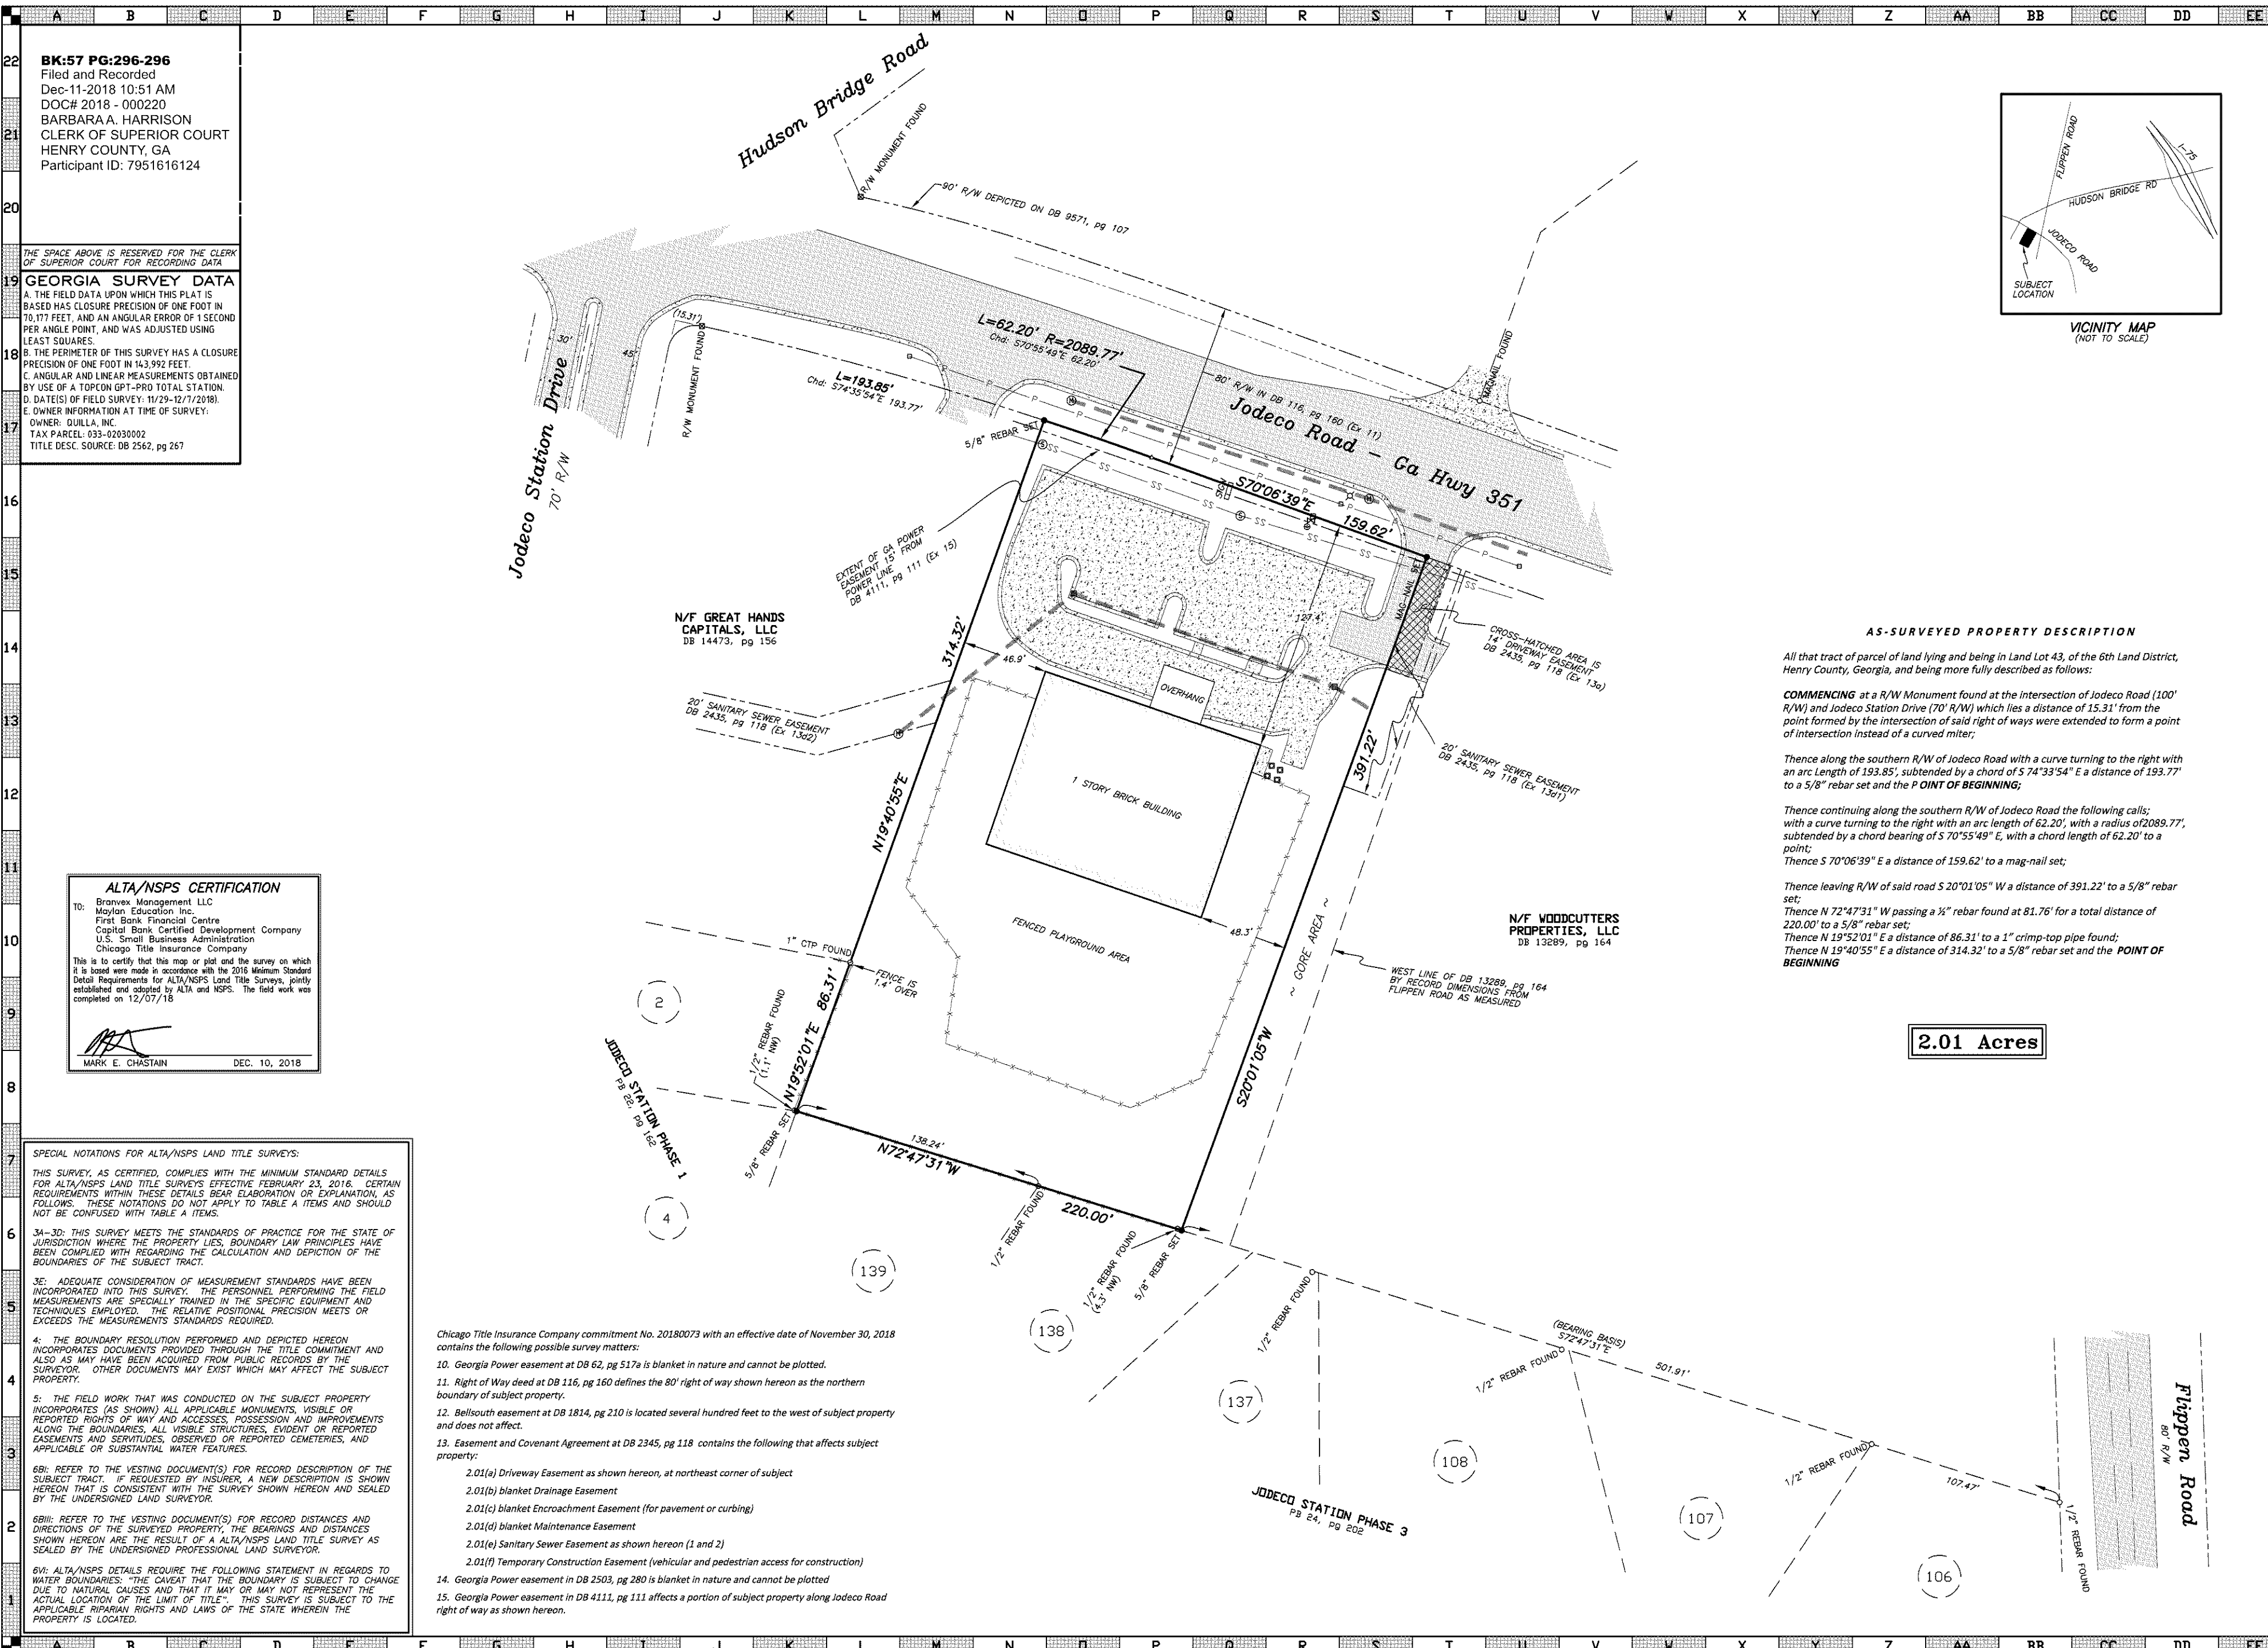 BK:57 PG:296-296
Filed and Recorded
Dec-11-2018 10:51 AM
DOC# 2018 - 000220
BARBARA A. HARRISON
CLERK OF SUPERIOR COURT
HENRY COUNTY, GA
Participant ID: 7951616124
THE SPACE ABOVE IS RESERVED FOR THE CLERK
OF SUPERIOR COURT FOR RECORDING DATA
GEORGIA SURVEY DATA
A. THE FIELD DATA UPON WHICH THIS PLAT IS
BASED HAS CLOSURE PRECISION OF ONE FOOT IN
70,177 FEET, AND AN ANGULAR ERROR OF 1 SECOND
PER ANGLE POINT, AND WAS ADJUSTED USING
LEAST SQUARES.
B. THE PERIMETER OF THIS SURVEY HAS A CLOSURE
PRECISION OF ONE FOOT IN 143,992 FEET.
C. ANGULAR AND LINEAR MEASUREMENTS OBTAINED
BY USE OF A TOPCON GPT-PRO TOTAL STATION.
D. DATE(S) OF FIELD SURVEY: 11/29-12/7/2018).
E. OWNER INFORMATION AT TIME OF SURVEY:
OWNER: QUILLA, INC.
TAX PARCEL: 033-02030002
TITLE DESC. SOURCE: DB 2562, pg 267
ALTA/NSPS CERTIFICATION
TO: Branvex Management LLC
Maylan Education Inc.
First Bank Financial Centre
Capital Bank Certified Development Company
U.S. Small Business Administration
Chicago Title Insurance Company
This is to certify that this map or plat and the survey on which
it is based were made in accordance with the 2016 Minimum Standard
Detail Requirements for ALTA/NSPS Land Title Surveys, jointly
established and adopted by ALTA and NSPS. The field work was
completed on 12/07/18
MARK E. CHASTAIN DEC. 10, 2018
SPECIAL NOTATIONS FOR ALTA/NSPS LAND TITLE SURVEYS:
THIS SURVEY, AS CERTIFIED, COMPLIES WITH THE MINIMUM STANDARD DETAILS
FOR ALTA/NSPS LAND TITLE SURVEYS EFFECTIVE FEBRUARY 23, 2016. CERTAIN
REQUIREMENTS WITHIN THESE DETAILS BEAR ELABORATION OR EXPLANATION, AS
FOLLOWS. THESE NOTATIONS DO NOT APPLY TO TABLE A ITEMS AND SHOULD
NOT BE CONFUSED WITH TABLE A ITEMS.
3A-3D: THIS SURVEY MEETS THE STANDARDS OF PRACTICE FOR THE STATE OF
JURISDICTION WHERE THE PROPERTY LIES, BOUNDARY LAW PRINCIPLES HAVE
BEEN COMPLIED WITH REGARDING THE CALCULATION AND DEPICTION OF THE
BOUNDARIES OF THE SUBJECT TRACT.
3E: ADEQUATE CONSIDERATION OF MEASUREMENT STANDARDS HAVE BEEN
INCORPORATED INTO THIS SURVEY. THE PERSONNEL PERFORMING THE FIELD
MEASUREMENTS ARE SPECIALLY TRAINED IN THE SPECIFIC EQUIPMENT AND
TECHNIQUES EMPLOYED. THE RELATIVE POSITIONAL PRECISION MEETS OR
EXCEEDS THE MEASUREMENTS STANDARDS REQUIRED.
4: THE BOUNDARY RESOLUTION PERFORMED AND DEPICTED HEREON
INCORPORATES DOCUMENTS PROVIDED THROUGH THE TITLE COMMITMENT AND
ALSO AS MAY HAVE BEEN ACQUIRED FROM PUBLIC RECORDS BY THE
SURVEYOR. OTHER DOCUMENTS MAY EXIST WHICH MAY AFFECT THE SUBJECT
PROPERTY.
5: THE FIELD WORK THAT WAS CONDUCTED ON THE SUBJECT PROPERTY
INCORPORATES (AS SHOWN) ALL APPLICABLE MONUMENTS, VISIBLE OR
REPORTED RIGHTS OF WAY AND ACCESSES, POSSESSION AND IMPROVEMENTS
ALONG THE BOUNDARIES, ALL VISIBLE STRUCTURES, EVIDENT OR REPORTED
EASEMENTS AND SERVITUDES, OBSERVED OR REPORTED CEMETERIES, AND
APPLICABLE OR SUBSTANTIAL WATER FEATURES.
6BI: REFER TO THE VESTING DOCUMENT(S) FOR RECORD DESCRIPTION OF THE
SUBJECT TRACT. IF REQUESTED BY INSURER, A NEW DESCRIPTION IS SHOWN
HEREON THAT IS CONSISTENT WITH THE SURVEY SHOWN HEREON AND SEALED
BY THE UNDERSIGNED LAND SURVEYOR.
6BIII: REFER TO THE VESTING DOCUMENT(S) FOR RECORD DISTANCES AND
DIRECTIONS OF THE SURVEYED PROPERTY, THE BEARINGS AND DISTANCES
SHOWN HEREON ARE THE RESULT OF A ALTA/NSPS LAND TITLE SURVEY AS
SEALED BY THE UNDERSIGNED PROFESSIONAL LAND SURVEYOR.
6VI: ALTA/NSPS DETAILS REQUIRE THE FOLLOWING STATEMENT IN REGARDS TO
WATER BOUNDARIES: "THE CAVEAT THAT THE BOUNDARY IS SUBJECT TO CHANGE
DUE TO NATURAL CAUSES AND THAT IT MAY OR MAY NOT REPRESENT THE
ACTUAL LOCATION OF THE LIMIT OF TITLE". THIS SURVEY IS SUBJECT TO THE
APPLICABLE RIPARIAN RIGHTS AND LAWS OF THE STATE WHEREIN THE
PROPERTY IS LOCATED.
Chicago Title Insurance Company commitment No. 20180073 with an effective date of November 30, 2018
contains the following possible survey matters:
10. Georgia Power easement at DB 62, pg 517a is blanket in nature and cannot be plotted.
11. Right of Way deed at DB 116, pg 160 defines the 80' right of way shown hereon as the northern
boundary of subject property.
12. Bellsouth easement at DB 1814, pg 210 is located several hundred feet to the west of subject property
and does not affect.
13. Easement and Covenant Agreement at DB 2345, pg 118 contains the following that affects subject
property:
2.01(a) Driveway Easement as shown hereon, at northeast corner of subject
2.01(b) blanket Drainage Easement
2.01(c) blanket Encroachment Easement (for pavement or curbing)
2.01(d) blanket Maintenance Easement
2.01(e) Sanitary Sewer Easement as shown hereon (1 and 2)
2.01(f) Temporary Construction Easement (vehicular and pedestrian access for construction)
14. Georgia Power easement in DB 2503, pg 280 is blanket in nature and cannot be plotted
15. Georgia Power easement in DB 4111, pg 111 affects a portion of subject property along Jodeco Road
right of way as shown hereon.
Hudson Bridge Road
R/W MONUMENT FOUND
90' R/W DEPICTED ON DB 9571, pg 107
L=62.20' R=2089.77'
Chd: S70°55'49"E 62.20'
L=193.85'
Chd: S74°35'54"E 193.77'
(15.31')
30'
45'
R/W MONUMENT FOUND
Jodeco Station Drive
70' R/W
80' R/W IN DB 116, pg 160 (Ex 11)
Jodeco Road - Ga Hwy 351
MAGNAIL FOUND
5/8" REBAR SET
SIGN
S70°06'39"E
159.62'
MAG-NAIL SET
EXTENT OF GA POWER
EASEMENT 15' FROM
POWER LINE
DB 4111, pg 111 (Ex 15)
N/F GREAT HANDS
CAPITALS, LLC
DB 14473, pg 156
314.32'
46.9'
127.4'
OVERHANG
CROSS-HATCHED AREA IS
14' DRIVEWAY EASEMENT
DB 2435, pg 118 (Ex 13a)
20' SANITARY SEWER EASEMENT
DB 2435, pg 118 (Ex 13d2)
20' SANITARY SEWER EASEMENT
DB 2435, pg 118 (Ex 13d1)
391.22'
N19°40'55"E
1 STORY BRICK BUILDING
FENCED PLAYGROUND AREA
48.3'
~ GORE AREA ~
N/F WOODCUTTERS
PROPERTIES, LLC
DB 13289, pg 164
WEST LINE OF DB 13289, pg 164
BY RECORD DIMENSIONS FROM
FLIPPEN ROAD AS MEASURED
1" CTP FOUND
FENCE IS
1.4' OVER
86.31'
N19°52'01"E
1/2" REBAR FOUND
(1.1' NW)
5/8" REBAR SET
S20°01'05"W
2
4
JODECO STATION PHASE 1
PB 22, pg 162
138.24'
N72°47'31"W
220.00'
1/2" REBAR FOUND
1/2" REBAR FOUND
(4.3' NW)
5/8" REBAR SET
139
138
137
108
107
106
1/2" REBAR FOUND
JODECO STATION PHASE 3
PB 24, pg 202
(BEARING BASIS)
S72°47'31"E
501.91'
1/2" REBAR FOUND
1/2" REBAR FOUND
107.47'
1/2" REBAR FOUND
Flippen Road
80' R/W
FLIPPEN ROAD
I-75
HUDSON BRIDGE RD
JODECO ROAD
SUBJECT
LOCATION
VICINITY MAP
(NOT TO SCALE)
AS-SURVEYED PROPERTY DESCRIPTION
All that tract of parcel of land lying and being in Land Lot 43, of the 6th Land District,
Henry County, Georgia, and being more fully described as follows:
COMMENCING at a R/W Monument found at the intersection of Jodeco Road (100'
R/W) and Jodeco Station Drive (70' R/W) which lies a distance of 15.31' from the
point formed by the intersection of said right of ways were extended to form a point
of intersection instead of a curved miter;
Thence along the southern R/W of Jodeco Road with a curve turning to the right with
an arc Length of 193.85', subtended by a chord of S 74°33'54" E a distance of 193.77'
to a 5/8" rebar set and the P OINT OF BEGINNING;
Thence continuing along the southern R/W of Jodeco Road the following calls;
with a curve turning to the right with an arc length of 62.20', with a radius of2089.77',
subtended by a chord bearing of S 70°55'49" E, with a chord length of 62.20' to a
point;
Thence S 70°06'39" E a distance of 159.62' to a mag-nail set;
Thence leaving R/W of said road S 20°01'05" W a distance of 391.22' to a 5/8" rebar
set;
Thence N 72°47'31" W passing a ½" rebar found at 81.76' for a total distance of
220.00' to a 5/8" rebar set;
Thence N 19°52'01" E a distance of 86.31' to a 1" crimp-top pipe found;
Thence N 19°40'55" E a distance of 314.32' to a 5/8" rebar set and the POINT OF
BEGINNING
2.01 Acres